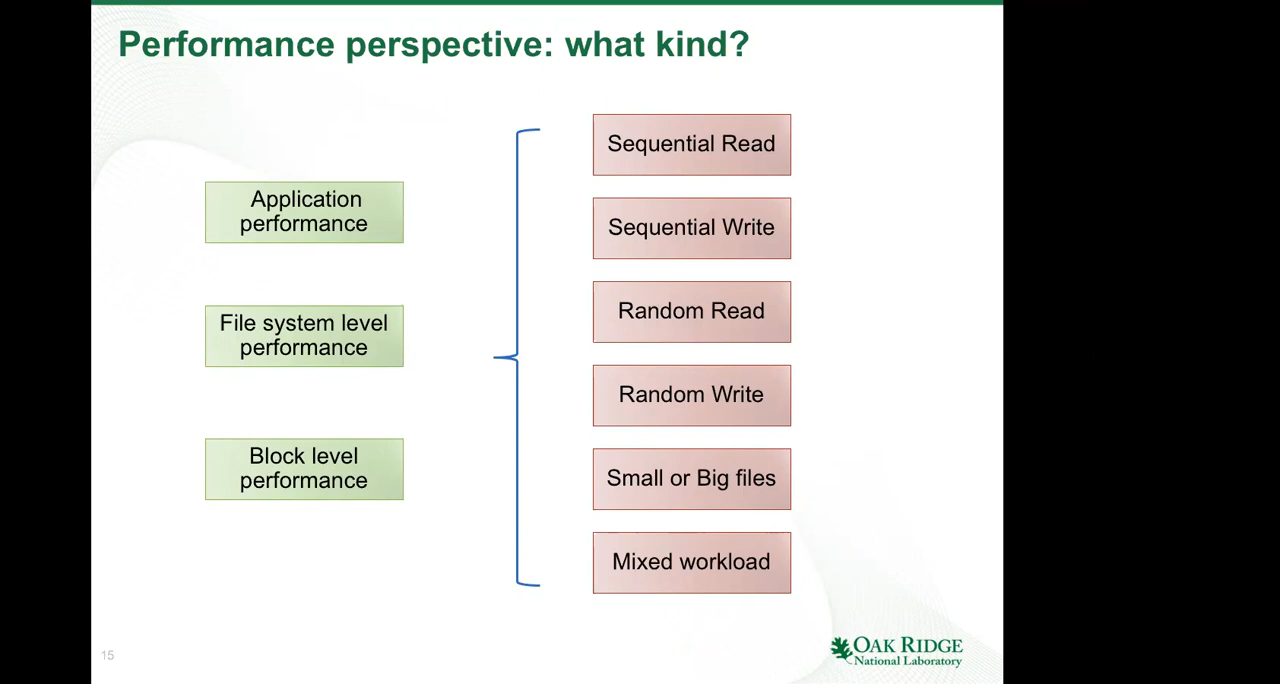 Performance perspective: what kind?
Application
performance
File system level
performance
Block level
performance
Sequential Read
Sequential Write
Random Read
Random Write
Small or Big files
Mixed workload
15
OAK RIDGE
National Laboratory